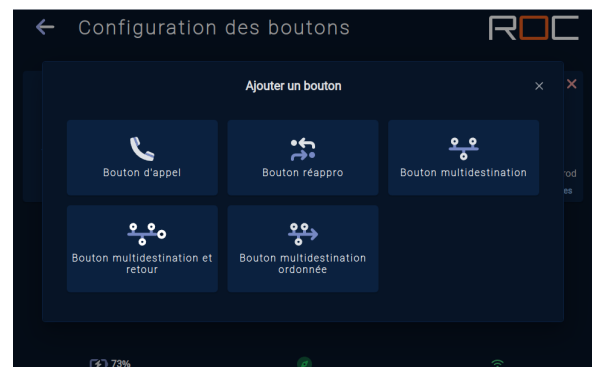 Configuration des boutons
ROC
Ajouter un bouton
Bouton d'appel
Bouton réappro
Bouton multidestination
rod
es
Bouton multidestination et
retour
Bouton multidestination
ordonnée
73%